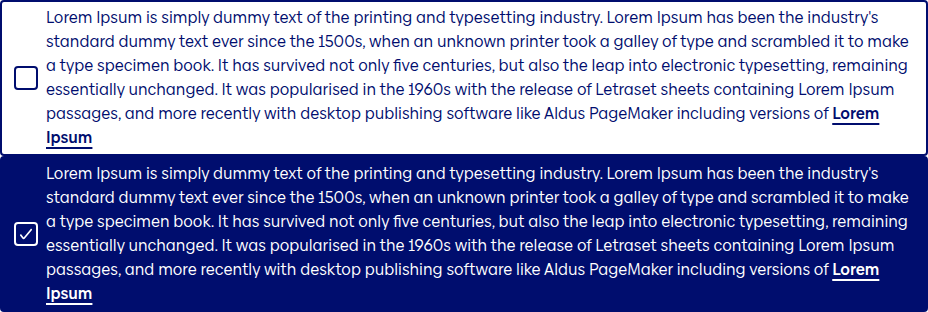 Lorem Ipsum is simply dummy text of the printing and typesetting industry. Lorem Ipsum has been the industry's
standard dummy text ever since the 1500s, when an unknown printer took a galley of type and scrambled it to make
a type specimen book. It has survived not only five centuries, but also the leap into electronic typesetting, remaining
essentially unchanged. It was popularised in the 1960s with the release of Letraset sheets containing Lorem Ipsum
passages, and more recently with desktop publishing software like Aldus PageMaker including versions of Lorem
Ipsum
Lorem Ipsum is simply dummy text of the printing and typesetting industry. Lorem Ipsum has been the industry's
standard dummy text ever since the 1500s, when an unknown printer took a galley of type and scrambled it to make
a type specimen book. It has survived not only five centuries, but also the leap into electronic typesetting, remaining
essentially unchanged. It was popularised in the 1960s with the release of Letraset sheets containing Lorem Ipsum
passages, and more recently with desktop publishing software like Aldus PageMaker including versions of Lorem
Ipsum